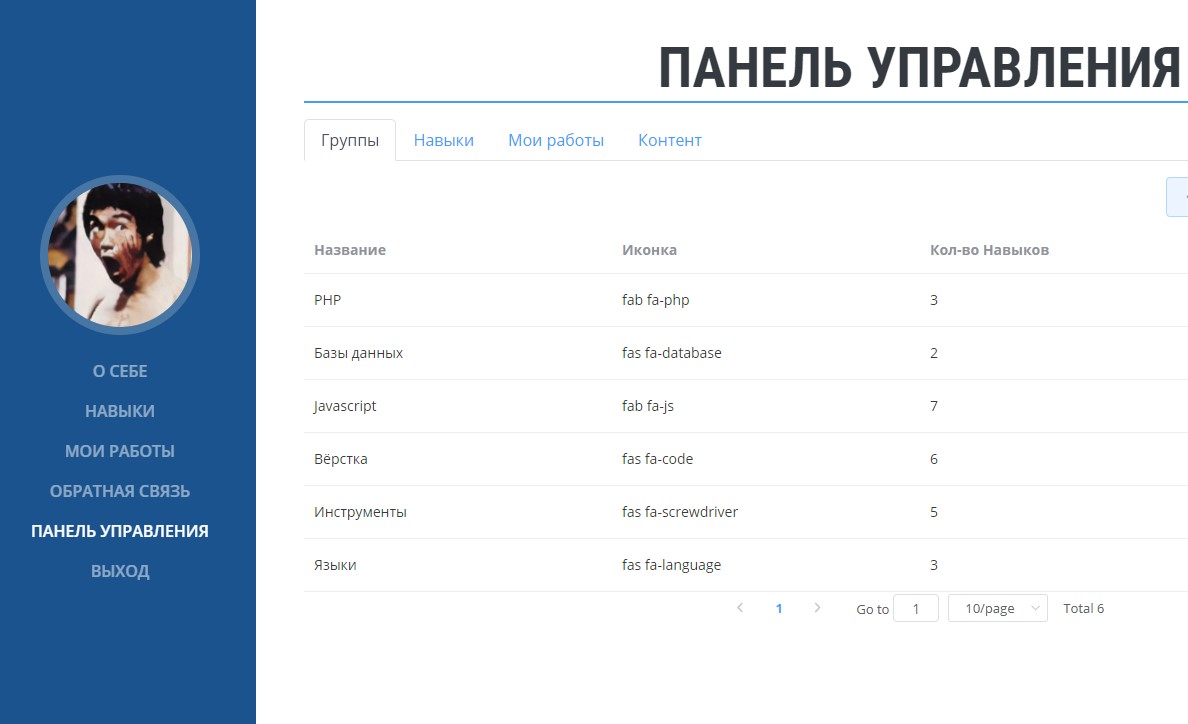 О СЕБЕ
НАВЫКИ
МОИ РАБОТЫ
ОБРАТНАЯ СВЯЗЬ
ПАНЕЛЬ УПРАВЛЕНИЯ
ВЫХОД
ПАНЕЛЬ УПРАВЛЕНИЯ
Группы Навыки Мои работы Контент
Название Иконка Кол-во Навыков
PHP fab fa-php 3
Базы данных fas fa-database 2
Javascript fab fa-js 7
Вёрстка fas fa-code 6
Инструменты fas fa-screwdriver 5
Языки fas fa-language 3
1 Go to 1 10/page Total 6